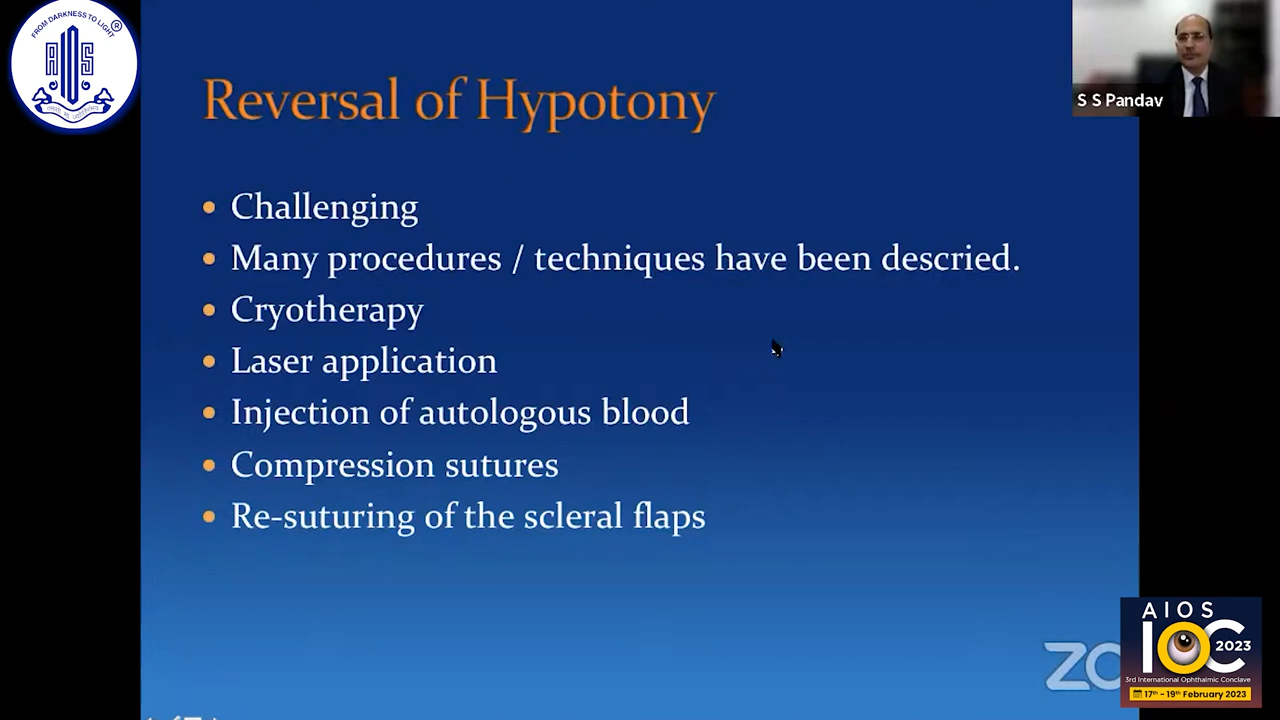 FROM DARKNESS TO LIGHT
®
AIOS
S S Pandav
Reversal of Hypotony
• Challenging
• Many procedures / techniques have been descried.
• Cryotherapy
• Laser application
• Injection of autologous blood
• Compression sutures
• Re-suturing of the scleral flaps
AIOS
IOC 2023
3rd International Ophthalmic Conclave
17th - 19th February 2023